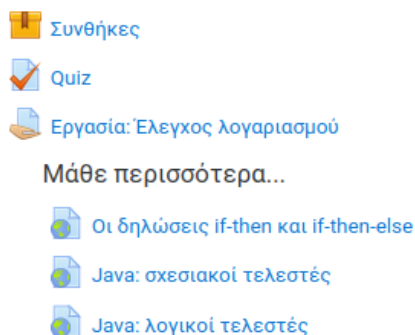 Συνθήκες
Quiz
Εργασία: Έλεγχος λογαριασμού
Μάθε περισσότερα...
Οι δηλώσεις if-then και if-then-else
Java: σχεσιακοί τελεστές
Java: λογικοί τελεστές